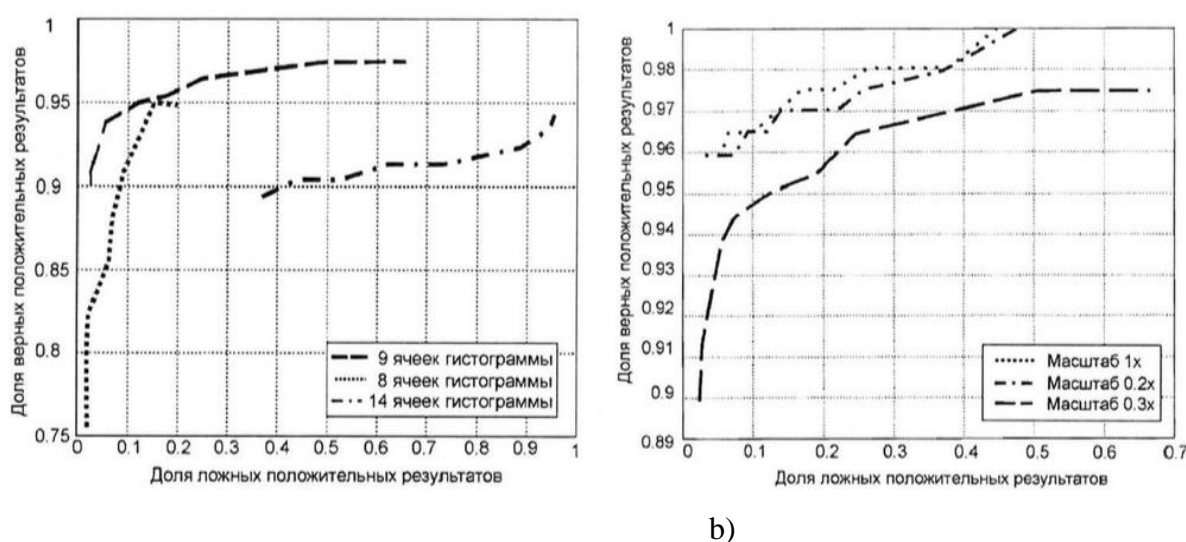 Доля верных положительных результатов
1
0.95
0.9
0.85
0.8
0.75
0 0.1 0.2 0.3 0.4 0.5 0.6 0.7 0.8 0.9 1
Доля ложных положительных результатов
9 ячеек гистограммы
8 ячеек гистограммы
14 ячеек гистограммы
Доля верных положительных результатов
1
0.98
0.97
0.96
0.95
0.94
0.93
0.92
0.91
0.9
0.89
0 0.1 0.2 0.3 0.4 0.5 0.6 0.7
Доля ложных положительных результатов
Масштаб 1x
Масштаб 0.2x
Масштаб 0.3x
b)